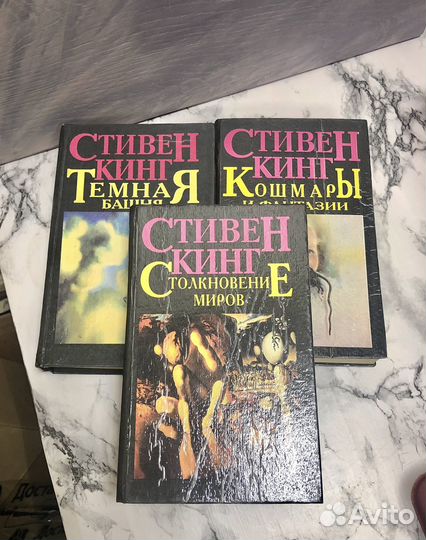 СТИВЕН
КИНГ
ТЕМНАЯ
БАШНЯ
СТИВЕН
КИНГ
КОШМАРЫ
И ФАНТАЗИИ
СТИВЕН
КИНГ
СТОЛКНОВЕНИЕ
МИРОВ
Avito